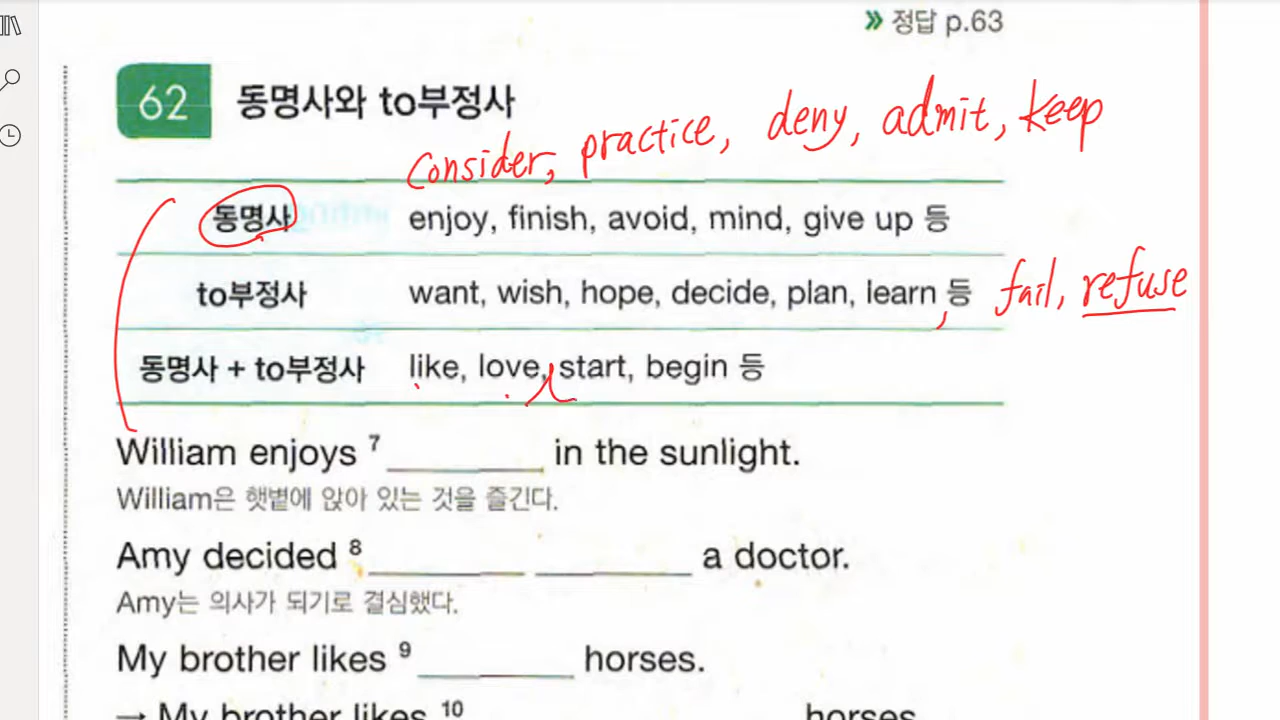 » 정답 p.63
62 동명사와 to부정사
consider, practice, deny, admit, keep
동명사 enjoy, finish, avoid, mind, give up 등
to부정사 want, wish, hope, decide, plan, learn, 등 fail, refuse
동명사 + to부정사 like, love, start, begin 등
William enjoys 7 ________ in the sunlight.
William은 햇볕에 앉아 있는 것을 즐긴다.
Amy decided 8 ________ ________ a doctor.
Amy는 의사가 되기로 결심했다.
My brother likes 9 ________ horses.
→ My brother likes 10 horses